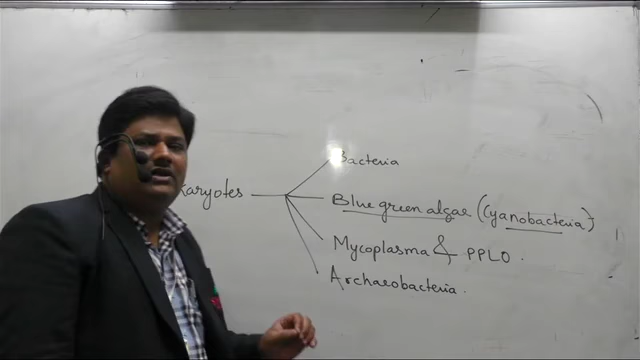 Bacteria
karyotes
Blue green algae (Cyanobacteria)
Mycoplasma & PPLO.
Archaeobacteria.